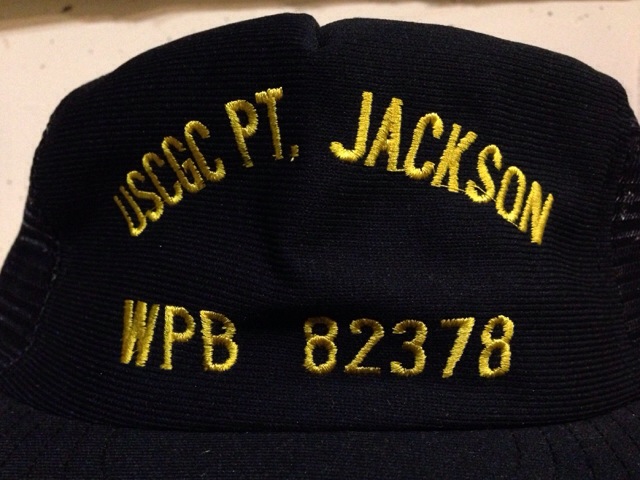 USCGC PT. JACKSON
WPB 82378